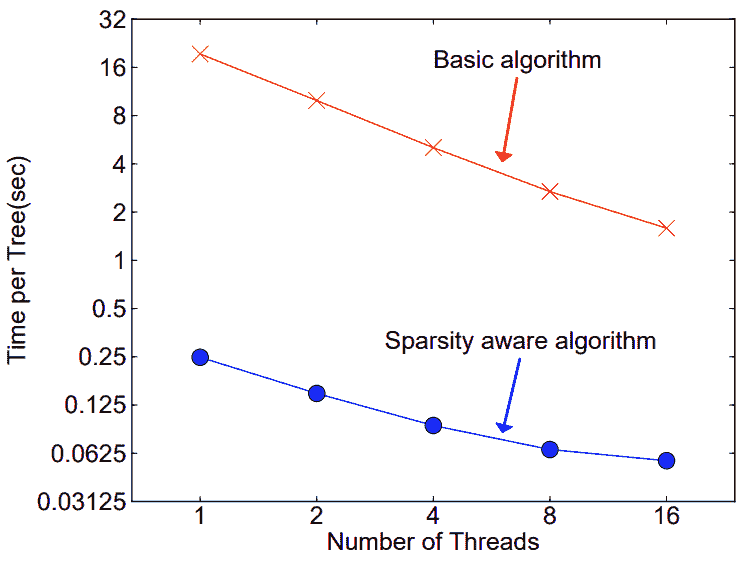 32
16
8
4
2
1
0.5
0.25
0.125
0.0625
0.03125
Time per Tree(sec)
Basic algorithm
Sparsity aware algorithm
1 2 4 8 16
Number of Threads